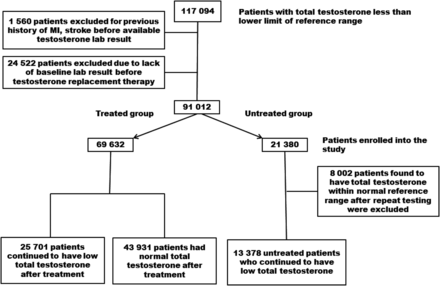 117 094
Patients with total testosterone less than
lower limit of reference range
1 560 patients excluded for previous
history of MI, stroke before available
testosterone lab result
24 522 patients excluded due to lack
of baseline lab result before
testosterone replacement therapy
91 012
Treated group
Untreated group
69 632
21 380
Patients enrolled into the
study
8 002 patients found to
have total testosterone
within normal reference
range after repeat testing
were excluded
25 701 patients
continued to have low
total testosterone
after treatment
43 931 patients had
normal total
testosterone after
treatment
13 378 untreated patients
who continued to have
low total testosterone